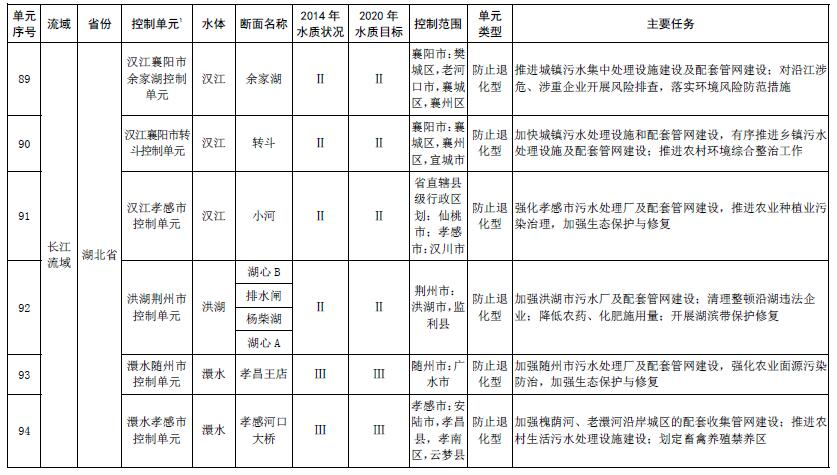 单元序号 流域 省份 控制单元¹ 水体 断面名称 2014年水质状况 2020年水质目标 控制范围 单元类型 主要任务
长江流域 湖北省
89 汉江襄阳市余家湖控制单元 汉江 余家湖 II II 襄阳市:樊城区,老河口市,襄城区,襄州区 防止退化型 推进城镇污水集中处理设施建设及配套管网建设;对沿江涉危、涉重企业开展风险排查,落实环境风险防范措施
90 汉江襄阳市转斗控制单元 汉江 转斗 II II 襄阳市:襄城区,襄州区,宜城市 防止退化型 加快城镇污水处理设施和配套管网建设,有序推进乡镇污水处理设施及配套管网建设;推进农村环境综合整治工作
91 汉江孝感市控制单元 汉江 小河 II II 省直辖县级行政区划:仙桃市;孝感市:汉川市 防止退化型 强化孝感市污水处理厂及配套管网建设,推进农业种植业污染治理,加强生态保护与修复
92 洪湖荆州市控制单元 洪湖 湖心B 排水闸 杨柴湖 湖心A II II 荆州市:洪湖市,监利县 防止退化型 加强洪湖市污水厂及配套管网建设;清理整顿沿湖违法企业;降低农药、化肥施用量;开展湖滨带保护修复
93 澴水随州市控制单元 澴水 孝昌王店 III III 随州市:广水市 防止退化型 加强随州市污水处理厂及配套管网建设,强化农业面源污染防治,加强生态保护与修复
94 澴水孝感市控制单元 澴水 孝感河口大桥 III III 孝感市:安陆市,孝昌县,孝南区,云梦县 防止退化型 加强槐荫河、老澴河沿岸城区的配套收集管网建设;推进农村生活污水处理设施建设;划定畜禽养殖禁养区